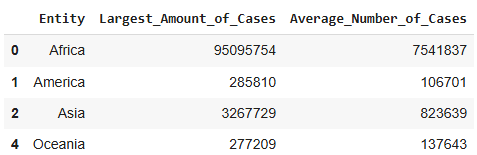 Entity Largest_Amount_of_Cases Average_Number_of_Cases
0 Africa 95095754 7541837
1 America 285810 106701
2 Asia 3267729 823639
4 Oceania 277209 137643